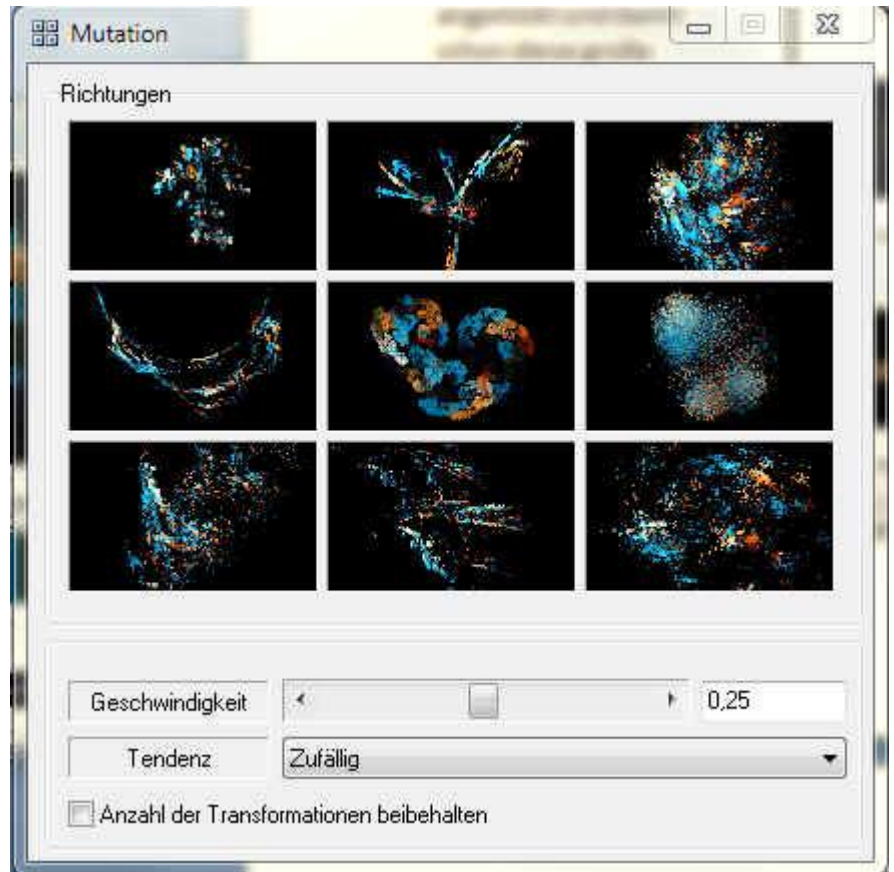 Mutation
Richtungen
Geschwindigkeit
0,25
Tendenz
Zufällig
Anzahl der Transformationen beibehalten